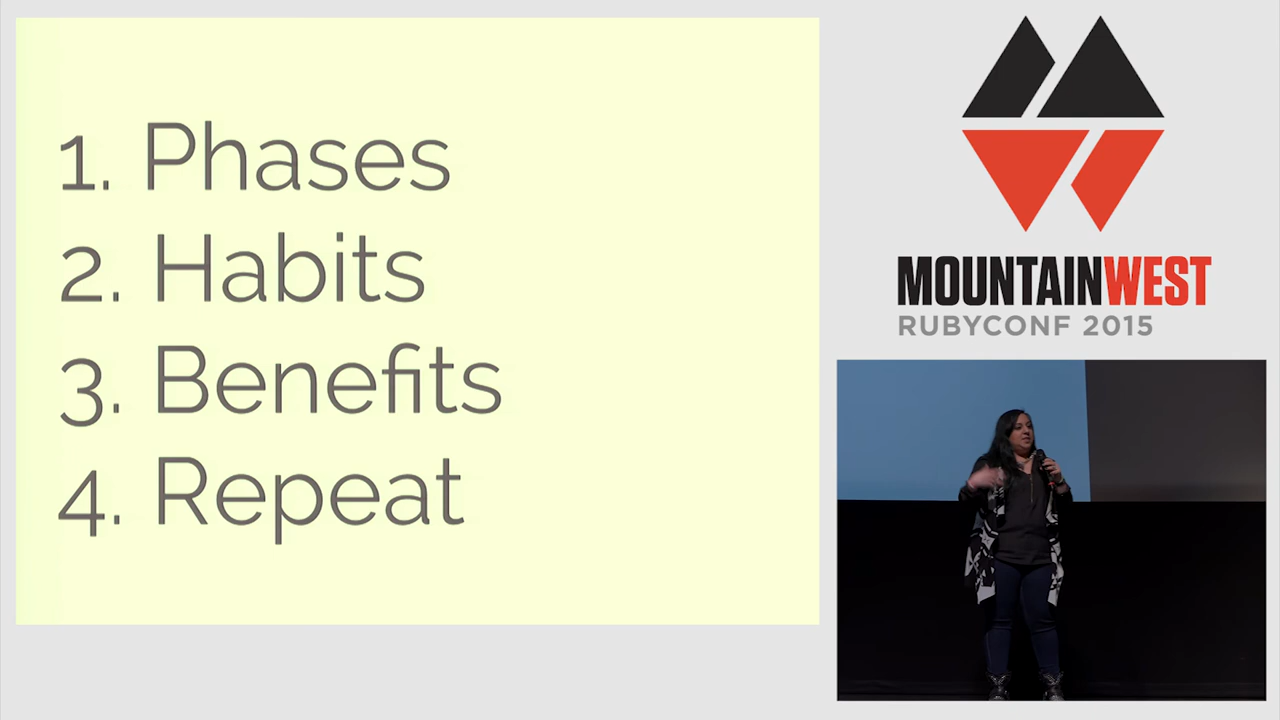 1. Phases
2. Habits
3. Benefits
4. Repeat
MOUNTAINWEST
RUBYCONF 2015